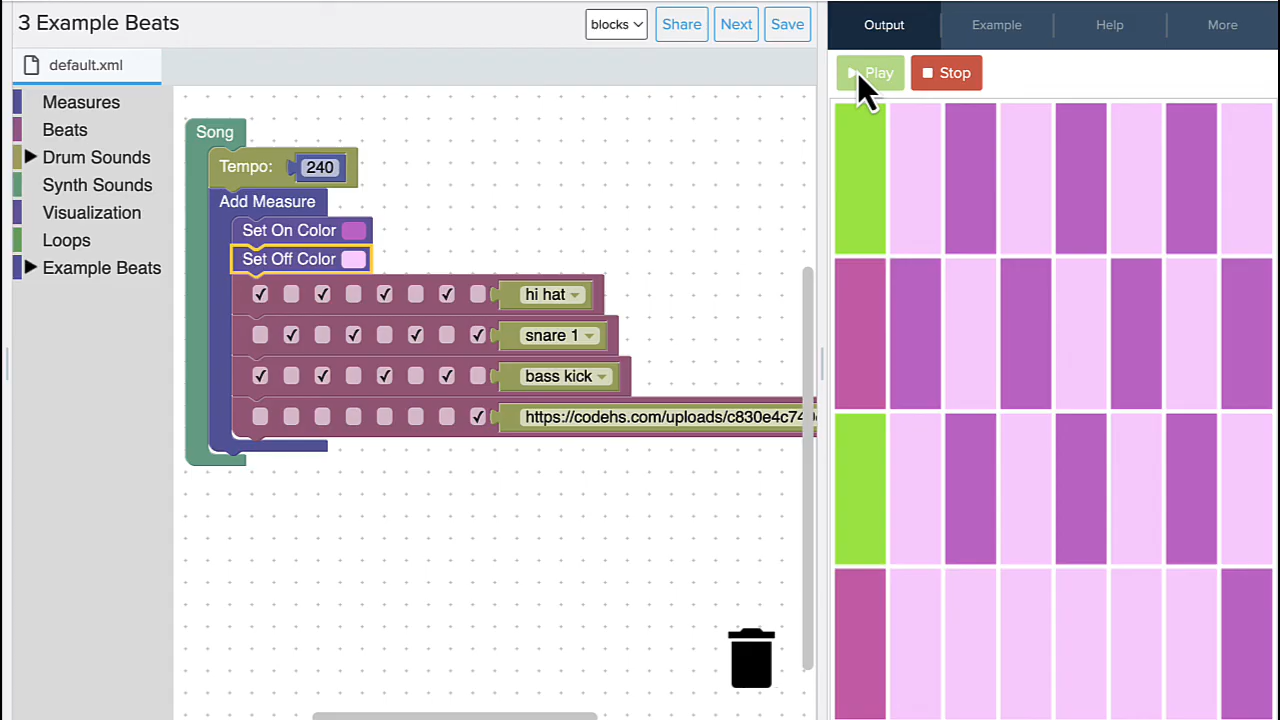 3 Example Beats
blocks
Share
Next
Save
Output
Example
Help
More
default.xml
Play
Stop
Measures
Beats
Drum Sounds
Synth Sounds
Visualization
Loops
Example Beats
Song
Tempo: 240
Add Measure
Set On Color
Set Off Color
hi hat
snare 1
bass kick
https://codehs.com/uploads/c830e4c74